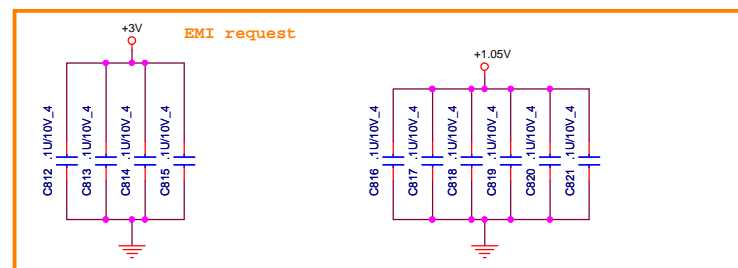 +3V
EMI request
+1.05V
C812 .1U/10V_4
C813 .1U/10V_4
C814 .1U/10V_4
C815 .1U/10V_4
C816 .1U/10V_4
C817 .1U/10V_4
C818 .1U/10V_4
C819 .1U/10V_4
C820 .1U/10V_4
C821 .1U/10V_4